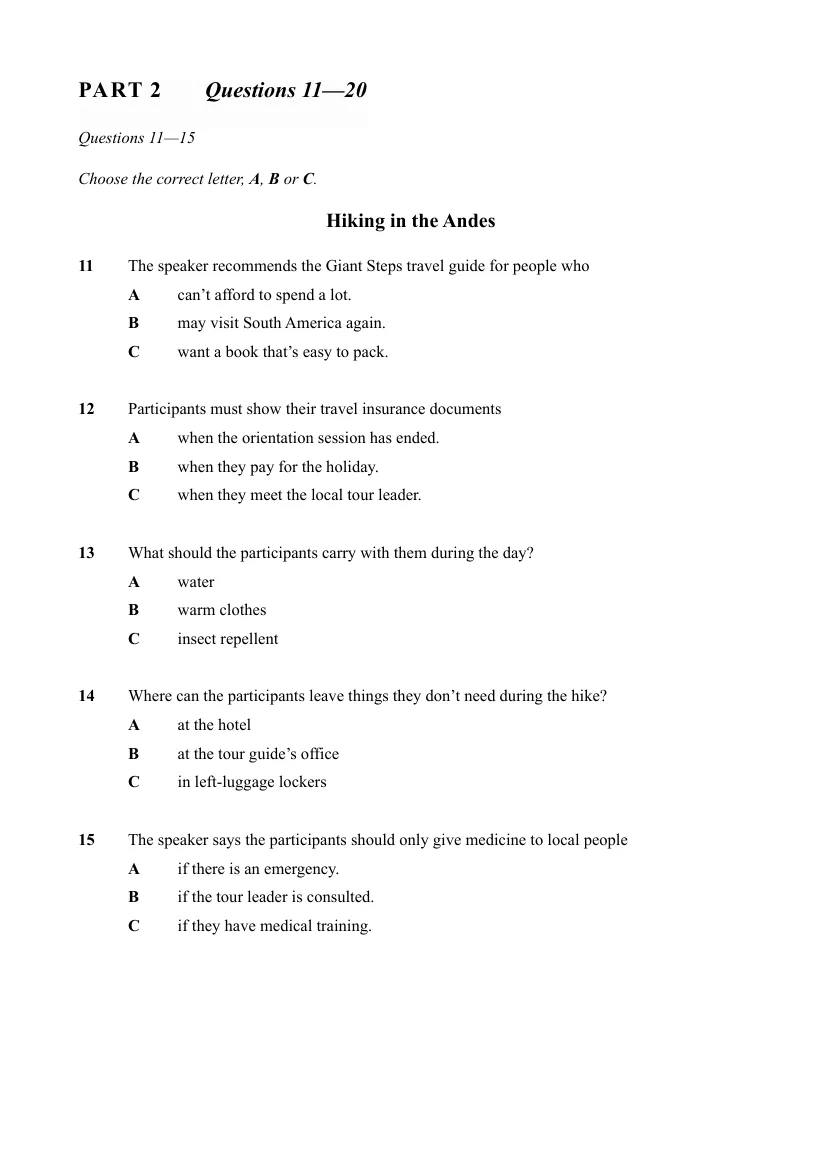 PART 2 Questions 11—20
Questions 11—15
Choose the correct letter, A, B or C.
Hiking in the Andes
11 The speaker recommends the Giant Steps travel guide for people who
A can't afford to spend a lot.
B may visit South America again.
C want a book that's easy to pack.
12 Participants must show their travel insurance documents
A when the orientation session has ended.
B when they pay for the holiday.
C when they meet the local tour leader.
13 What should the participants carry with them during the day?
A water
B warm clothes
C insect repellent
14 Where can the participants leave things they don't need during the hike?
A at the hotel
B at the tour guide's office
C in left-luggage lockers
15 The speaker says the participants should only give medicine to local people
A if there is an emergency.
B if the tour leader is consulted.
C if they have medical training.